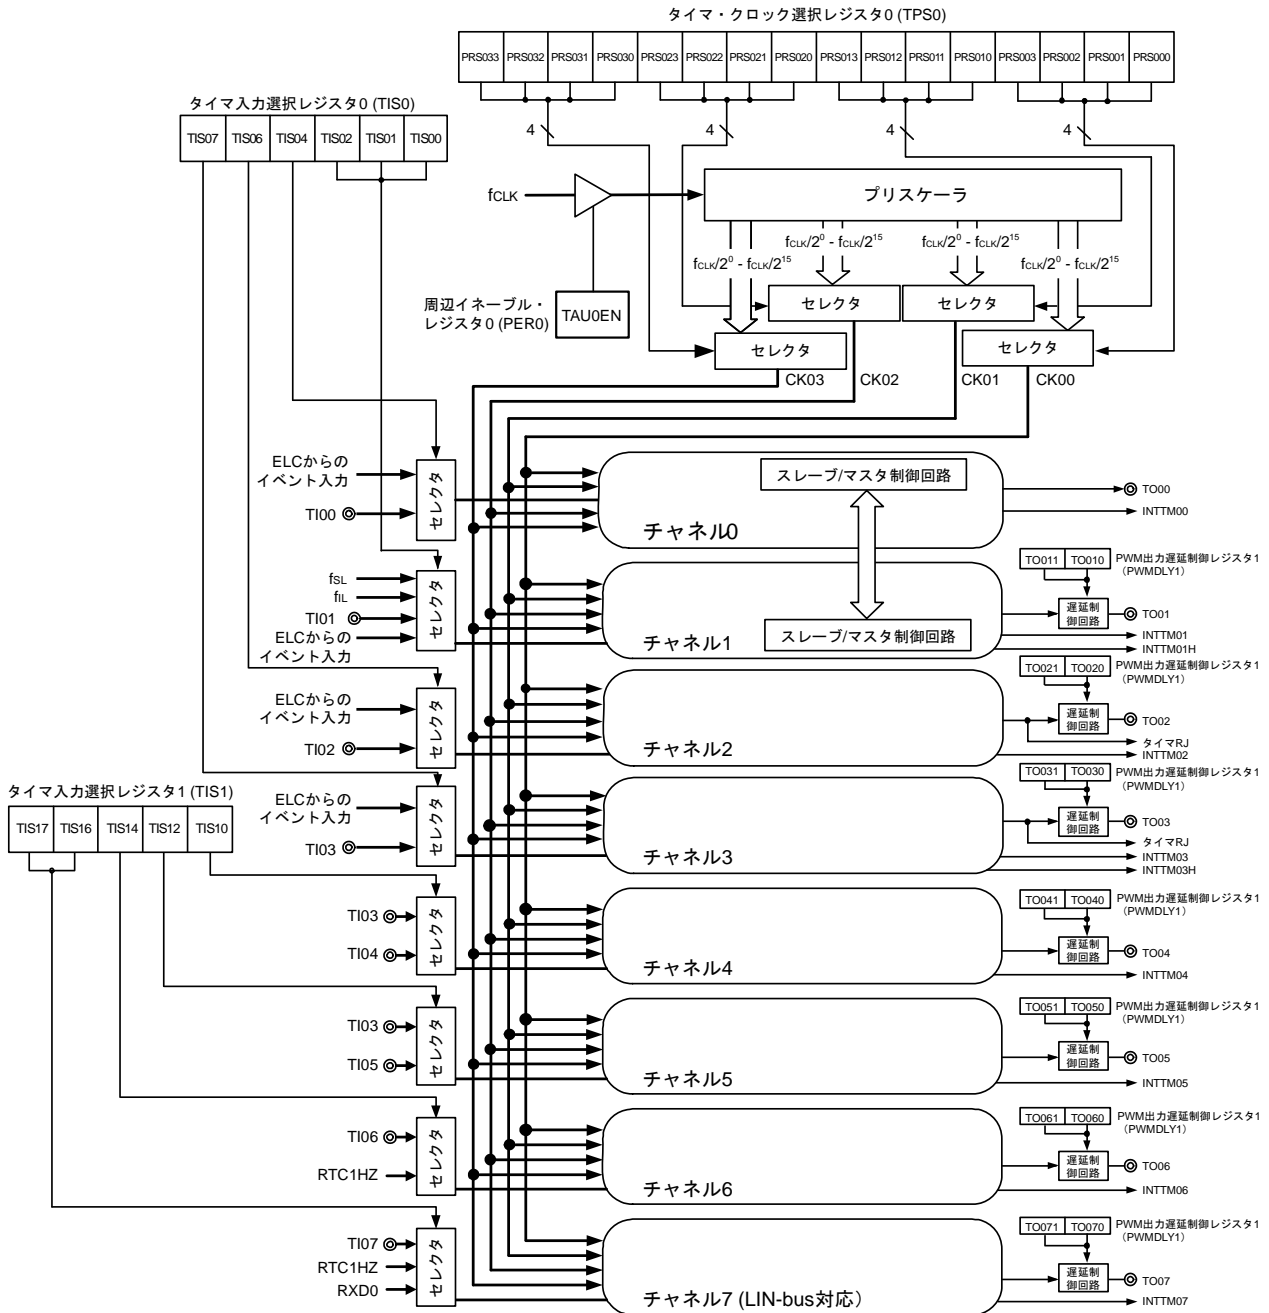 タイマ・クロック選択レジスタ0 (TPS0)
PRS033 PRS032 PRS031 PRS030 PRS023 PRS022 PRS021 PRS020 PRS013 PRS012 PRS011 PRS010 PRS003 PRS002 PRS001 PRS000
タイマ入力選択レジスタ0 (TIS0)
TIS07 TIS06 TIS04 TIS02 TIS01 TIS00
4 4 4 4
fCLK
プリスケーラ
fCLK/2^0 - fCLK/2^15 fCLK/2^0 - fCLK/2^15
fCLK/2^0 - fCLK/2^15 fCLK/2^0 - fCLK/2^15
周辺イネーブル・
レジスタ0 (PER0)
TAU0EN
セレクタ セレクタ
セレクタ セレクタ
CK03 CK02 CK01 CK00
ELCからの
イベント入力
TI00
セレクタ
スレーブ/マスタ制御回路
チャネル0
TO00
INTTM00
fSL
fIL
TI01
ELCからの
イベント入力
セレクタ
チャネル1
スレーブ/マスタ制御回路
TO011 TO010
PWM出力遅延制御レジスタ1
(PWMDLY1)
遅延制
御回路
TO01
INTTM01
INTTM01H
ELCからの
イベント入力
TI02
セレクタ
チャネル2
TO021 TO020
PWM出力遅延制御レジスタ1
(PWMDLY1)
遅延制
御回路
TO02
タイマRJ
INTTM02
タイマ入力選択レジスタ1 (TIS1)
TIS17 TIS16 TIS14 TIS12 TIS10
ELCからの
イベント入力
TI03
セレクタ
チャネル3
TO031 TO030
PWM出力遅延制御レジスタ1
(PWMDLY1)
遅延制
御回路
TO03
タイマRJ
INTTM03
INTTM03H
TI03
TI04
セレクタ
チャネル4
TO041 TO040
PWM出力遅延制御レジスタ1
(PWMDLY1)
遅延制
御回路
TO04
INTTM04
TI03
TI05
セレクタ
チャネル5
TO051 TO050
PWM出力遅延制御レジスタ1
(PWMDLY1)
遅延制
御回路
TO05
INTTM05
TI06
RTC1HZ
セレクタ
チャネル6
TO061 TO060
PWM出力遅延制御レジスタ1
(PWMDLY1)
遅延制
御回路
TO06
INTTM06
TI07
RTC1HZ
RXD0
セレクタ
チャネル7 (LIN-bus対応)
TO071 TO070
PWM出力遅延制御レジスタ1
(PWMDLY1)
遅延制
御回路
TO07
INTTM07